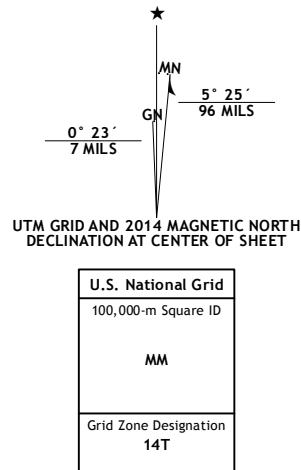 MN
GN
5° 25´
96 MILS
0° 23´
7 MILS
UTM GRID AND 2014 MAGNETIC NORTH
DECLINATION AT CENTER OF SHEET
U.S. National Grid
100,000-m Square ID
MM
Grid Zone Designation
14T